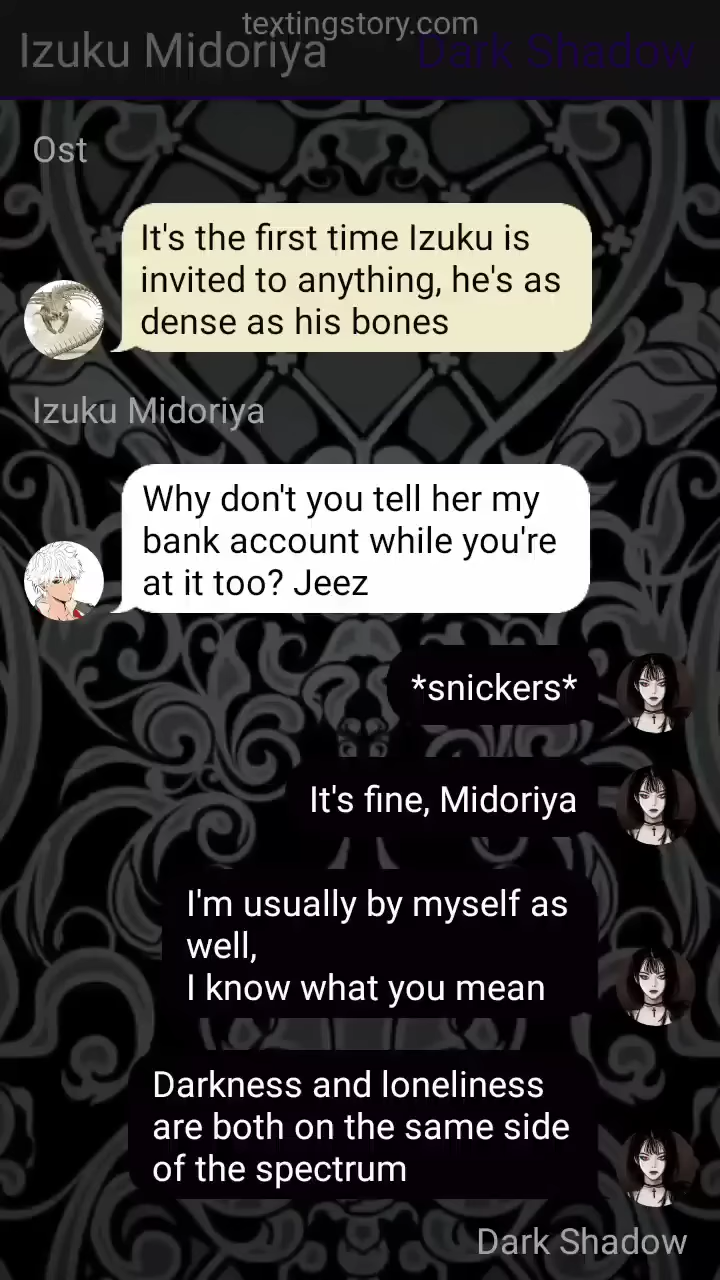 textingstory.com
Izuku Midoriya
Dark Shadow
Ost
It's the first time Izuku is
invited to anything, he's as
dense as his bones
Izuku Midoriya
Why don't you tell her my
bank account while you're
at it too? Jeez
*snickers*
It's fine, Midoriya
I'm usually by myself as
well,
I know what you mean
Darkness and loneliness
are both on the same side
of the spectrum
Dark Shadow